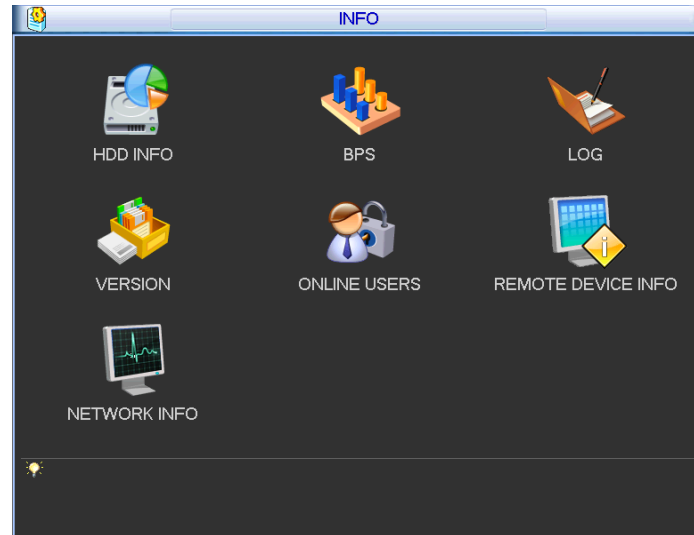 INFO
HDD INFO
BPS
LOG
VERSION
ONLINE USERS
REMOTE DEVICE INFO
NETWORK INFO